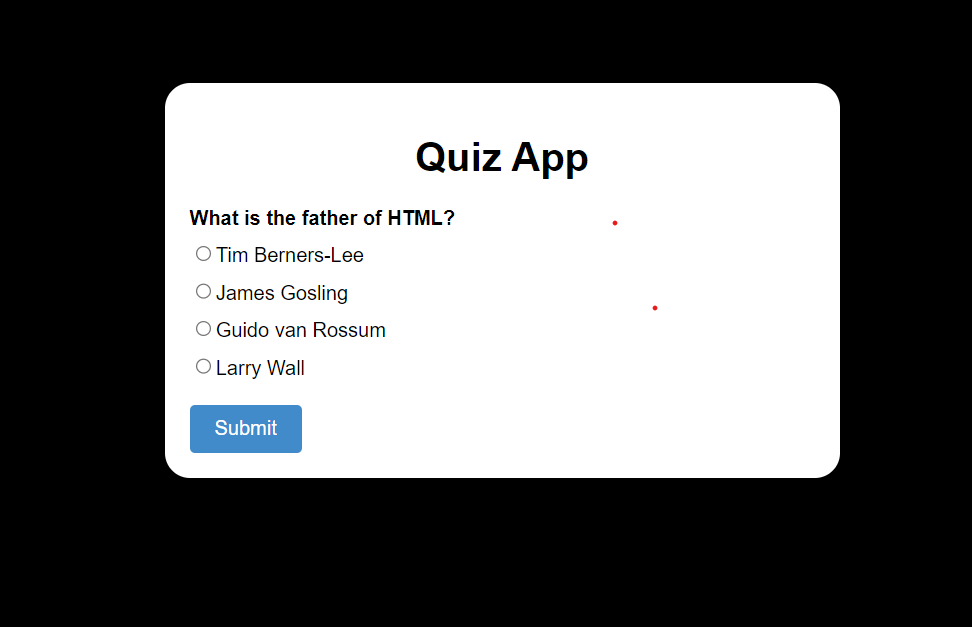 Quiz App
What is the father of HTML?
Tim Berners-Lee
James Gosling
Guido van Rossum
Larry Wall
Submit